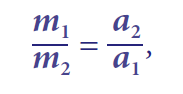 m₁/m₂ = a₂/a₁,